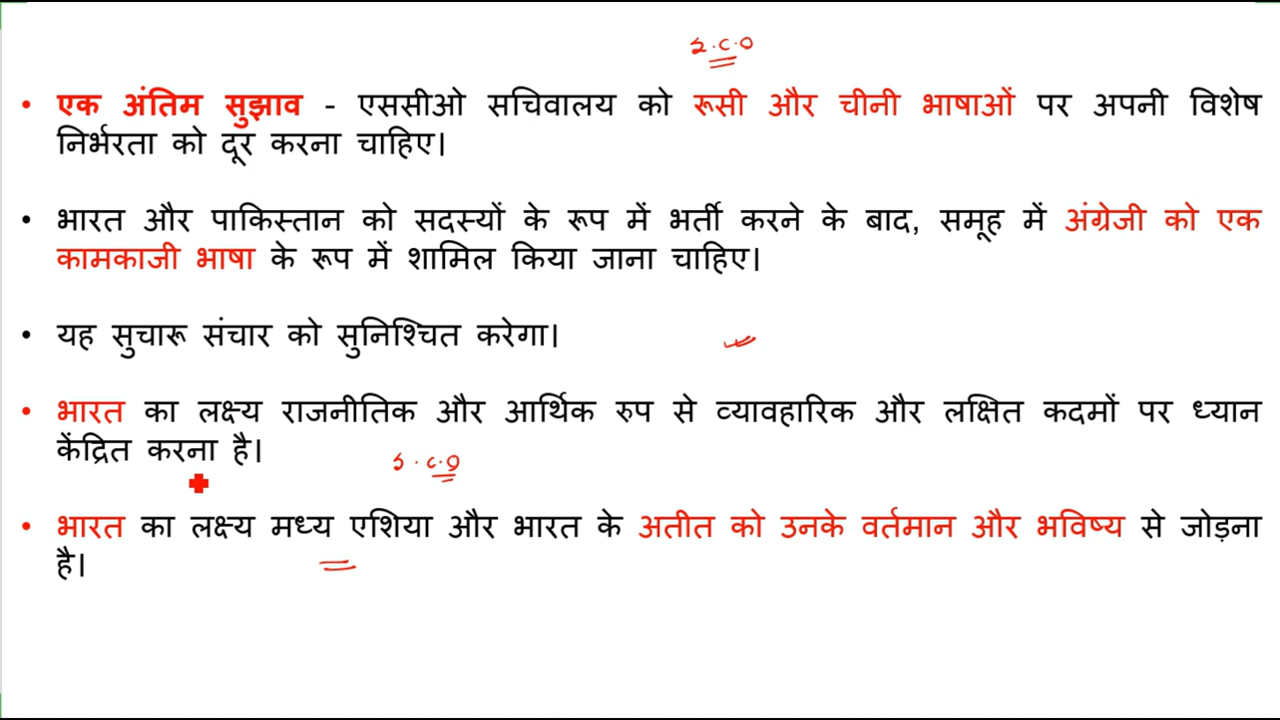 S.C.O
• एक अंतिम सुझाव - एससीओ सचिवालय को रूसी और चीनी भाषाओं पर अपनी विशेष
निर्भरता को दूर करना चाहिए।
• भारत और पाकिस्तान को सदस्यों के रूप में भर्ती करने के बाद, समूह में अंग्रेजी को एक
कामकाजी भाषा के रूप में शामिल किया जाना चाहिए।
• यह सुचारू संचार को सुनिश्चित करेगा।
• भारत का लक्ष्य राजनीतिक और आर्थिक रुप से व्यावहारिक और लक्षित कदमों पर ध्यान
केंद्रित करना है।
S.C.O
• भारत का लक्ष्य मध्य एशिया और भारत के अतीत को उनके वर्तमान और भविष्य से जोड़ना
है।